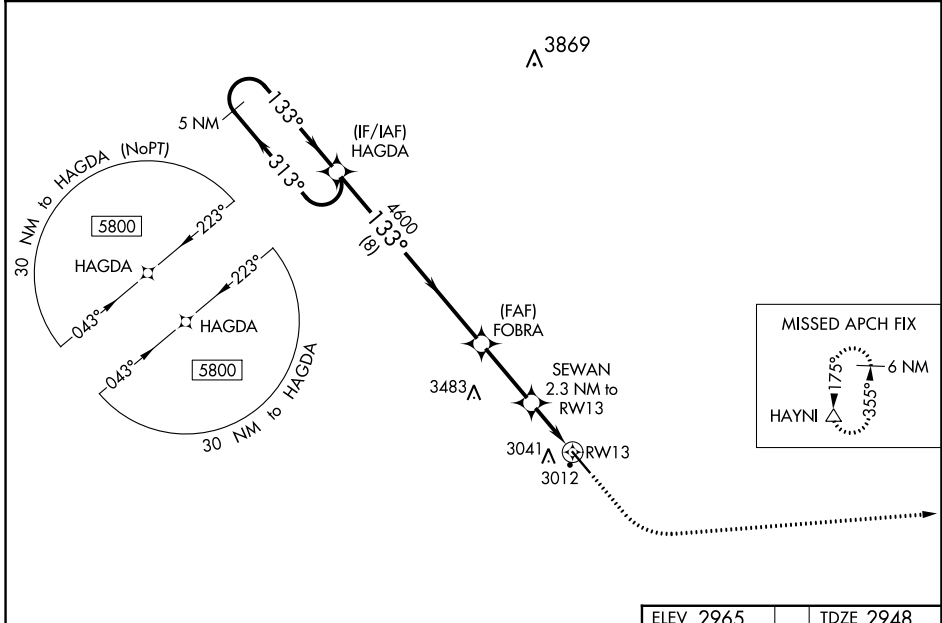 3869
5 NM
133°
313°
(IF/IAF)
HAGDA
30 NM to HAGDA (NoPT)
5800
223°
HAGDA
043°
4600
133°
(8)
223°
HAGDA
043°
5800
30 NM to HAGDA
(FAF)
FOBRA
3483
SEWAN
2.3 NM to
RW13
3041
RW13
3012
MISSED APCH FIX
6 NM
175°
355°
HAYNI
ELEV 2965 TDZE 2948